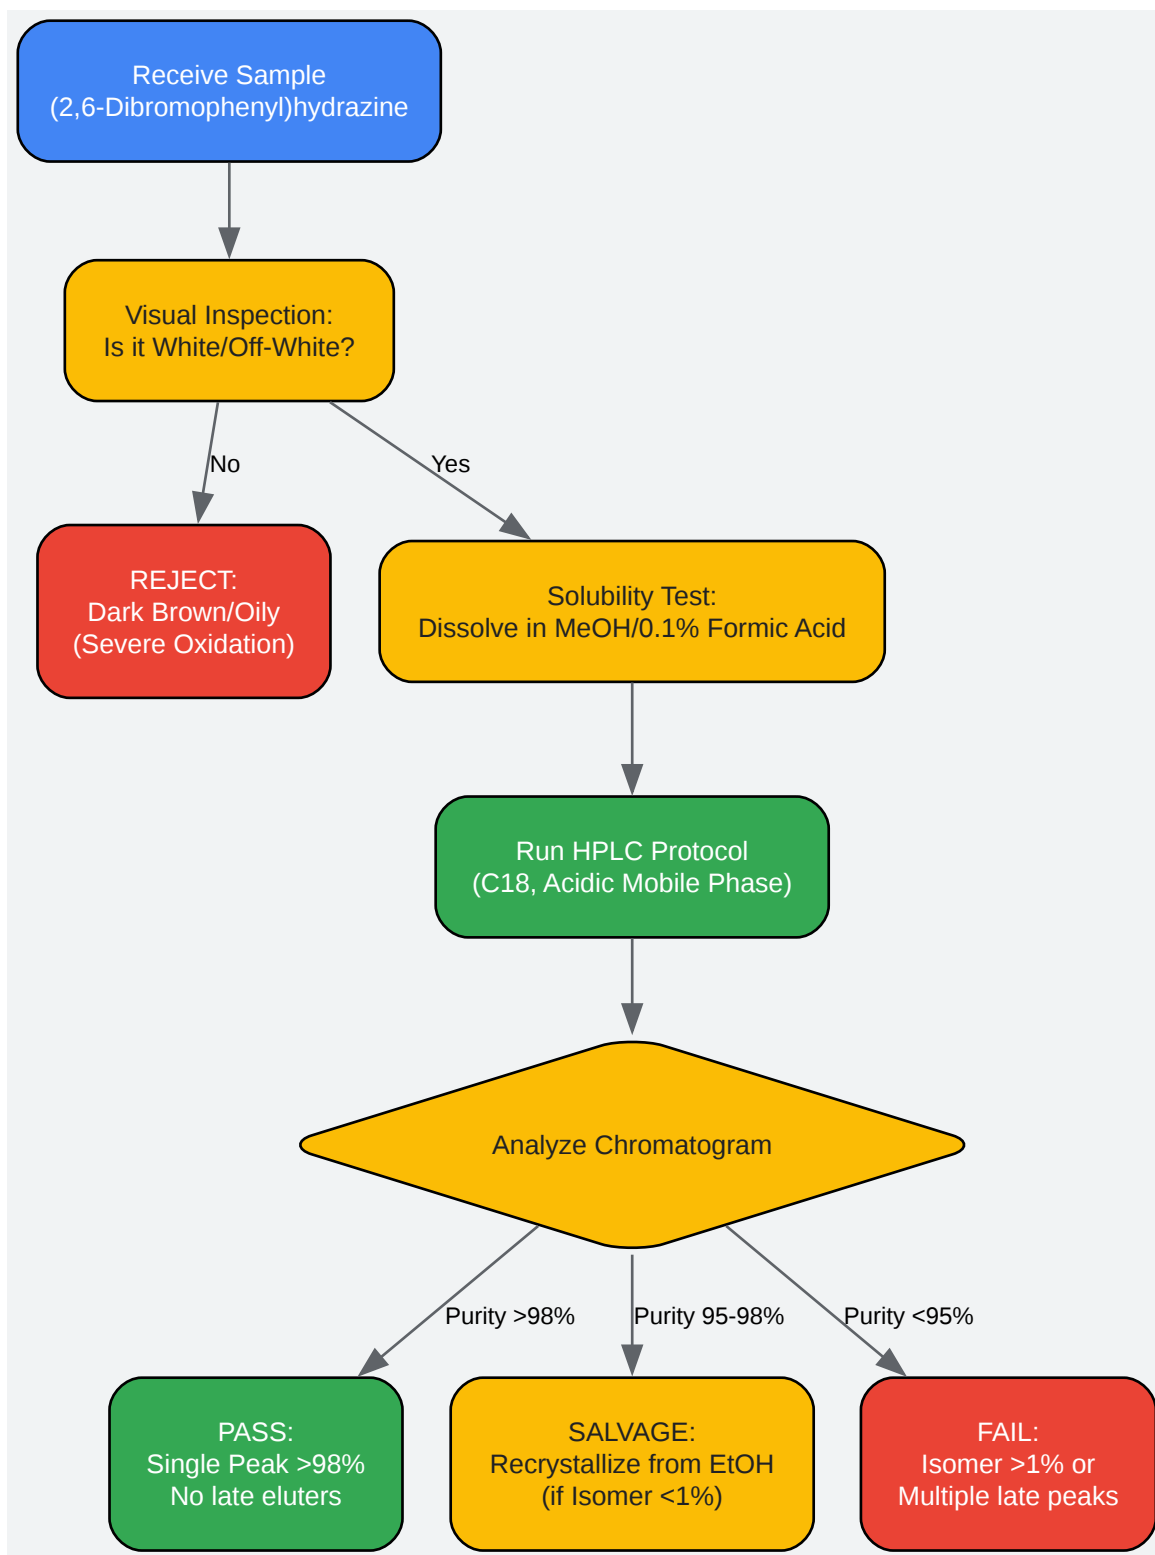 Receive Sample
(2,6-Dibromophenyl)hydrazine
Visual Inspection:
Is it White/Off-White?
No
Yes
REJECT:
Dark Brown/Oily
(Severe Oxidation)
Solubility Test:
Dissolve in MeOH/0.1% Formic Acid
Run HPLC Protocol
(C18, Acidic Mobile Phase)
Analyze Chromatogram
Purity >98%
Purity 95-98%
Purity <95%
PASS:
Single Peak >98%
No late eluters
SALVAGE:
Recrystallize from EtOH
(if Isomer <1%)
FAIL:
Isomer >1% or
Multiple late peaks